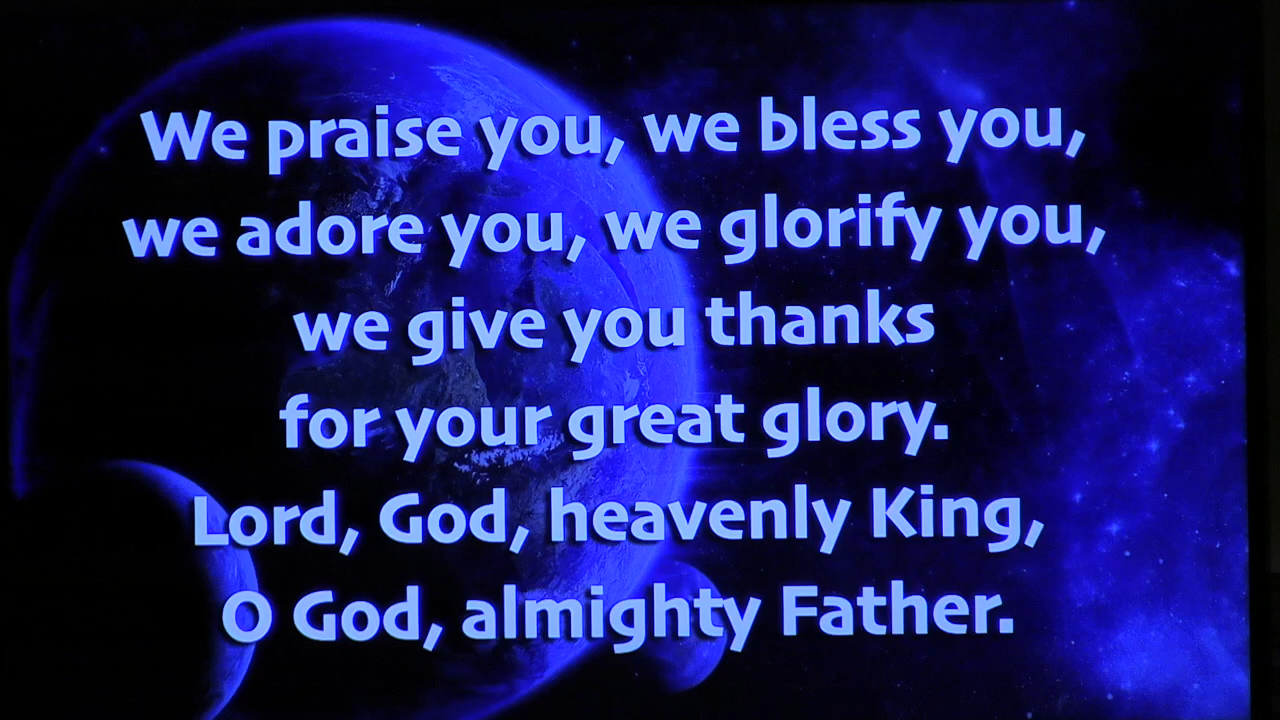 We praise you, we bless you,
we adore you, we glorify you,
we give you thanks
for your great glory.
Lord, God, heavenly King,
O God, almighty Father.